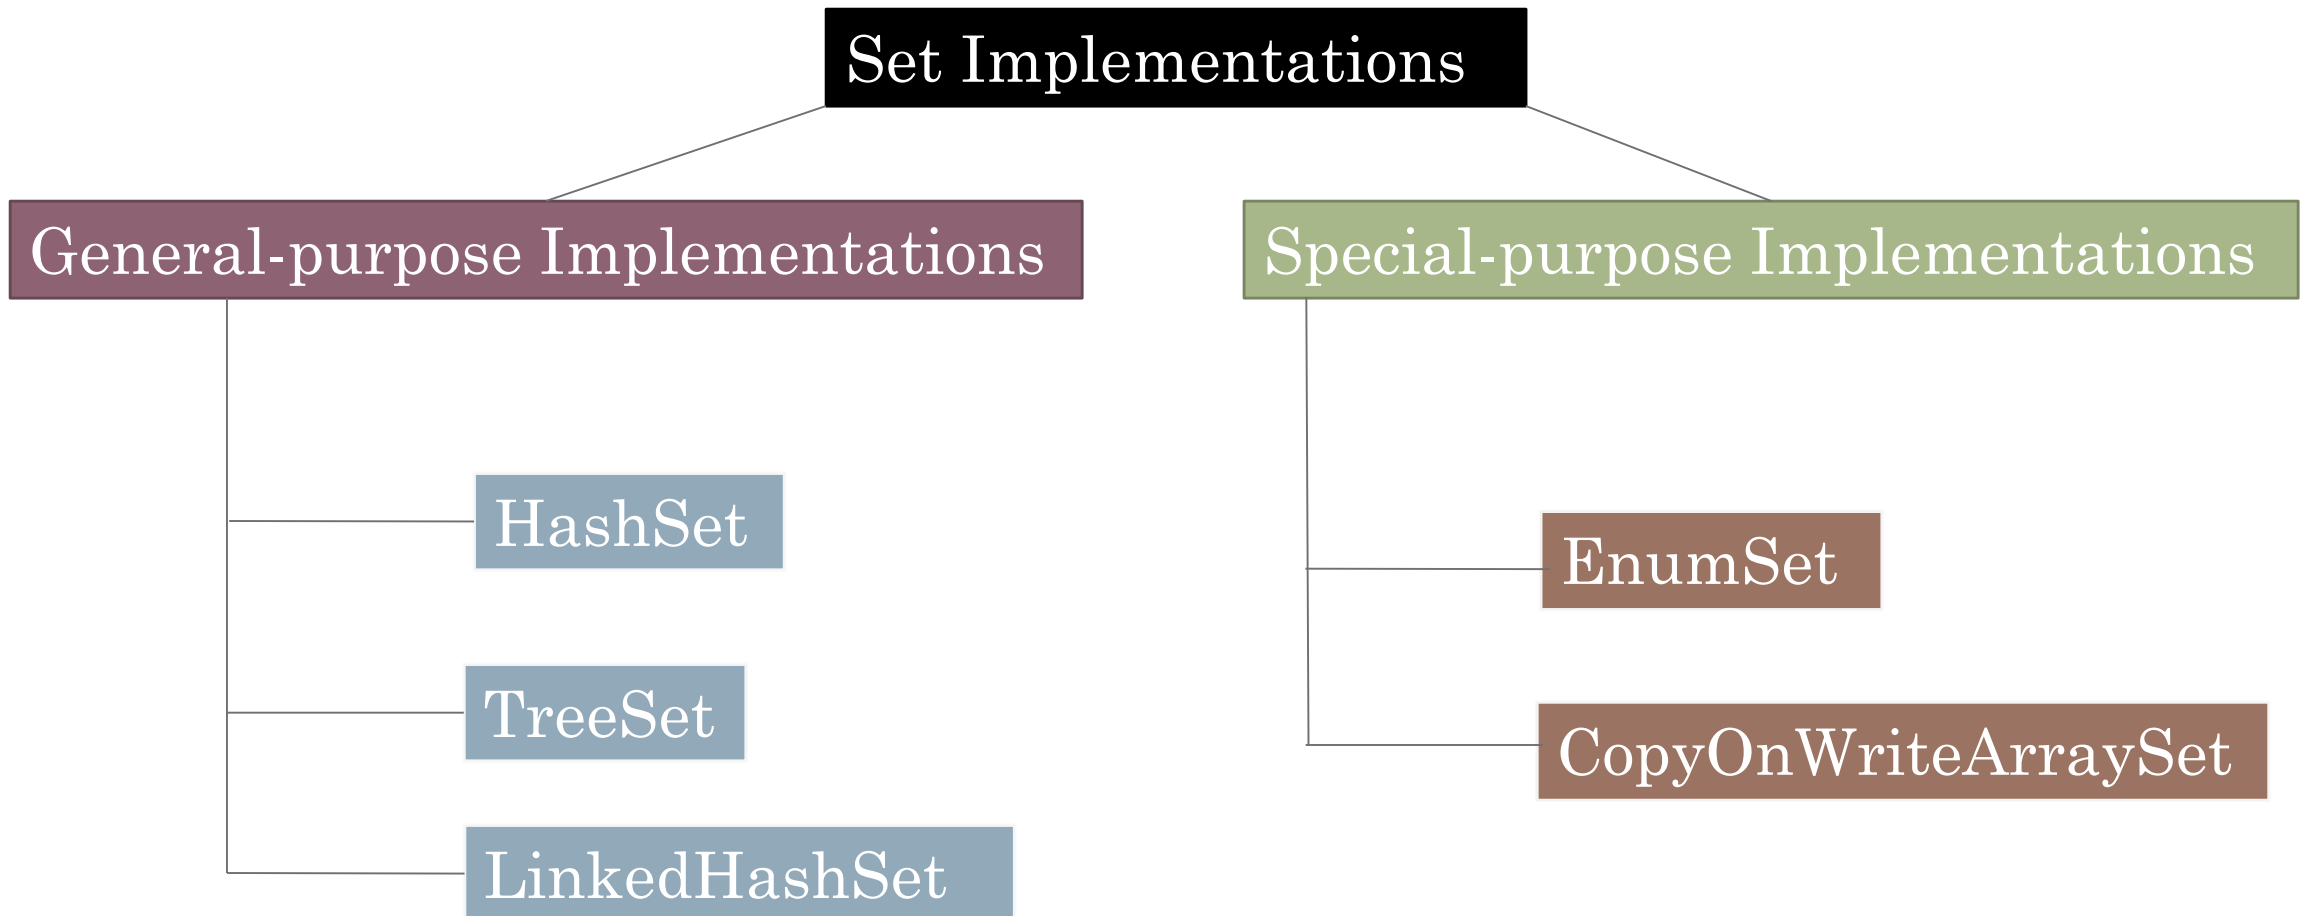 Set Implementations
General-purpose Implementations
Special-purpose Implementations
HashSet
EnumSet
TreeSet
CopyOnWriteArraySet
LinkedHashSet